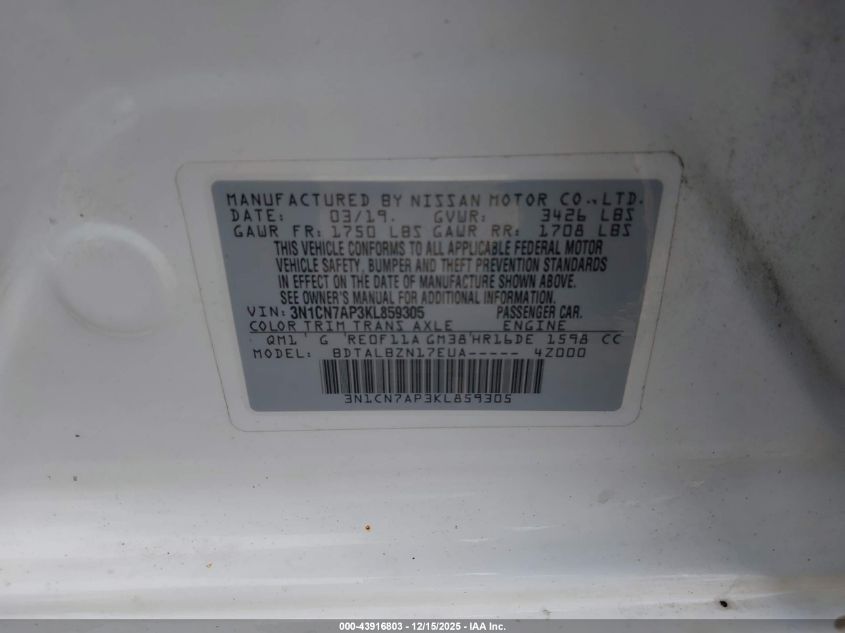 MANUFACTURED BY NISSAN MOTOR CO., LTD.
DATE: 03/19. GVWR: 3426 LBS
GAWR FR: 1750 LBS GAWR RR: 1708 LBS
THIS VEHICLE CONFORMS TO ALL APPLICABLE FEDERAL MOTOR
VEHICLE SAFETY, BUMPER AND THEFT PREVENTION STANDARDS
IN EFFECT ON THE DATE OF MANUFACTURE SHOWN ABOVE.
SEE OWNER'S MANUAL FOR ADDITIONAL INFORMATION.
VIN: 3N1CN7AP3KL859305 PASSENGER CAR.
COLOR TRIM TRANS AXLE ENGINE
QM1 G RE0F11A GM38 HR16DE 1598 CC
MODEL: BDTALBZN17EUA----- 4Z000
3N1CN7AP3KL859305
000-43916803 - 12/15/2025 - IAA Inc.